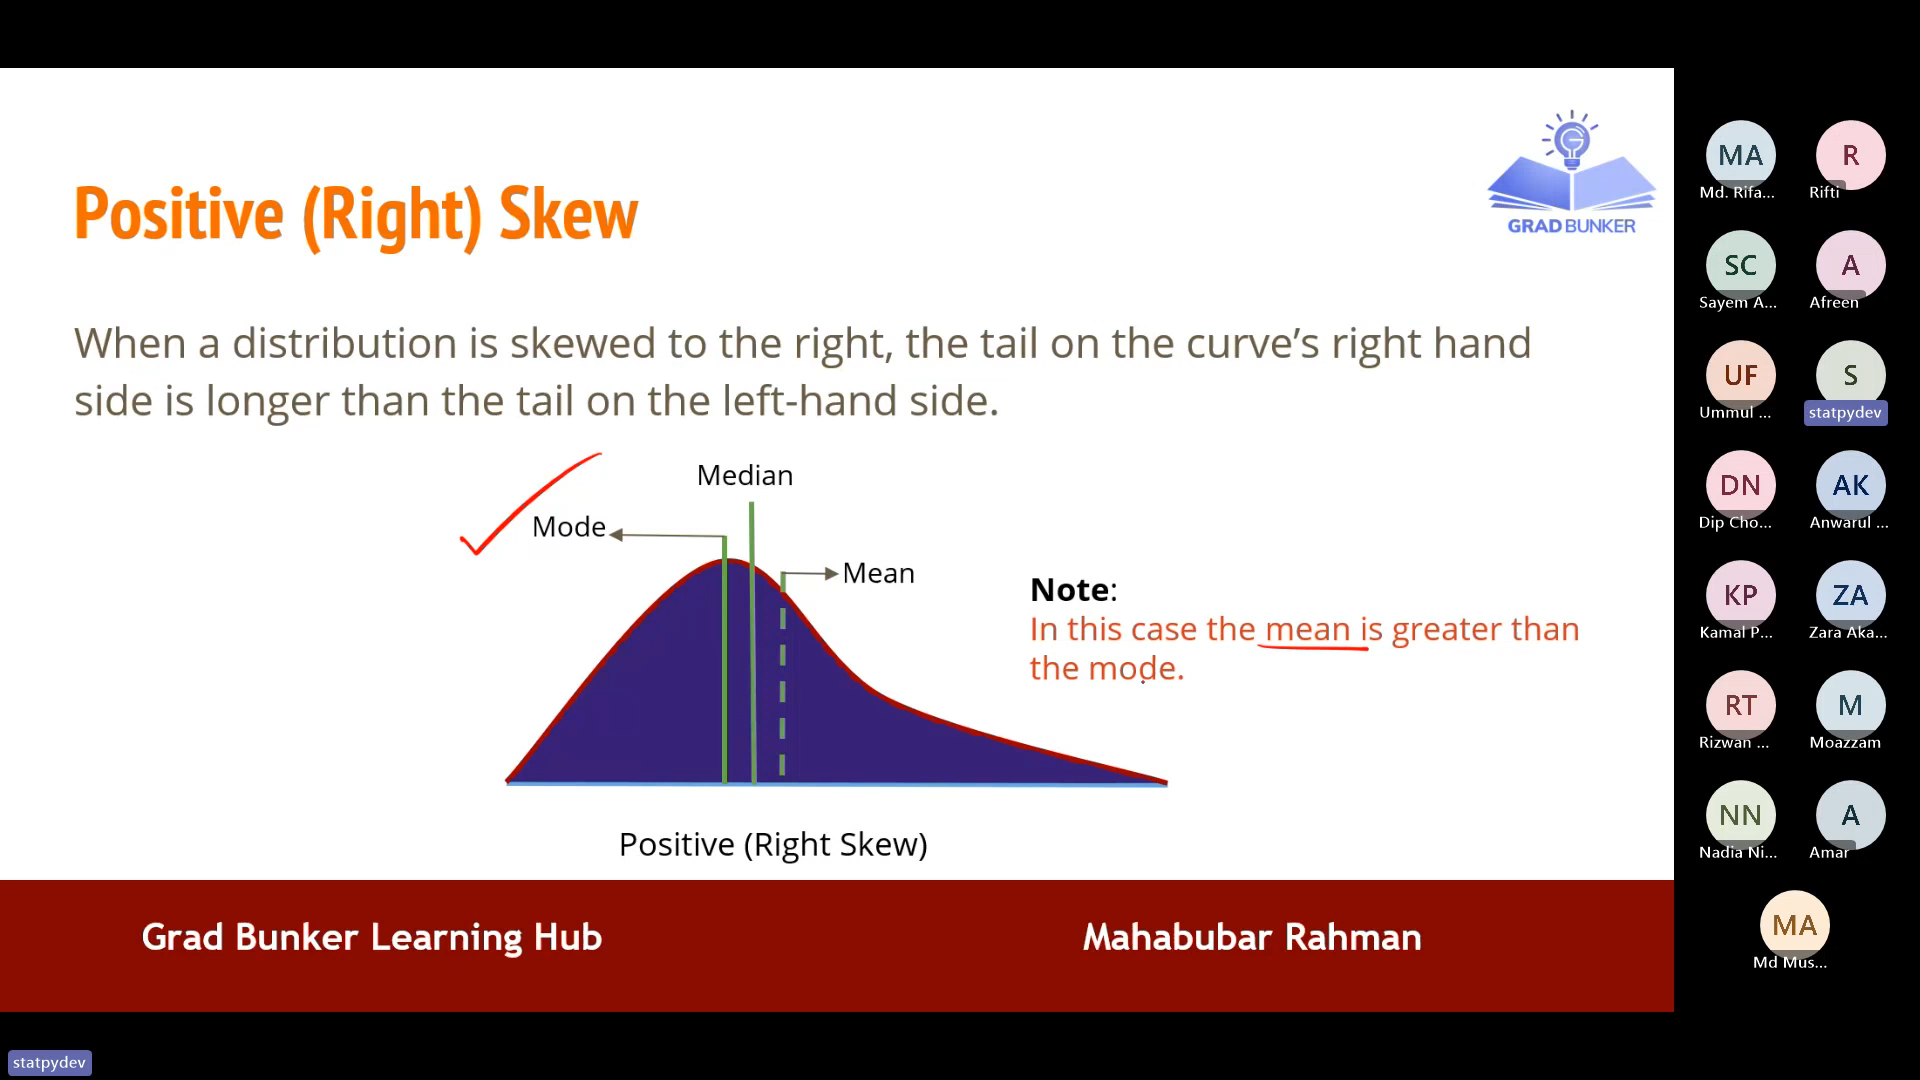 GRAD BUNKER
Positive (Right) Skew
When a distribution is skewed to the right, the tail on the curve’s right hand
side is longer than the tail on the left-hand side.
Median
Mode
Mean
Note:
In this case the mean is greater than
the mode.
Positive (Right Skew)
Grad Bunker Learning Hub
Mahabubar Rahman
MA
Md. Rifa...
R
Rifti
SC
Sayem A...
A
Afreen
UF
Ummul ...
S
statpydev
DN
Dip Cho...
AK
Anwarul ...
KP
Kamal P...
ZA
Zara Aka...
RT
Rizwan ...
M
Moazzam
NN
Nadia Ni...
A
Amar
MA
Md Mus...
statpydev